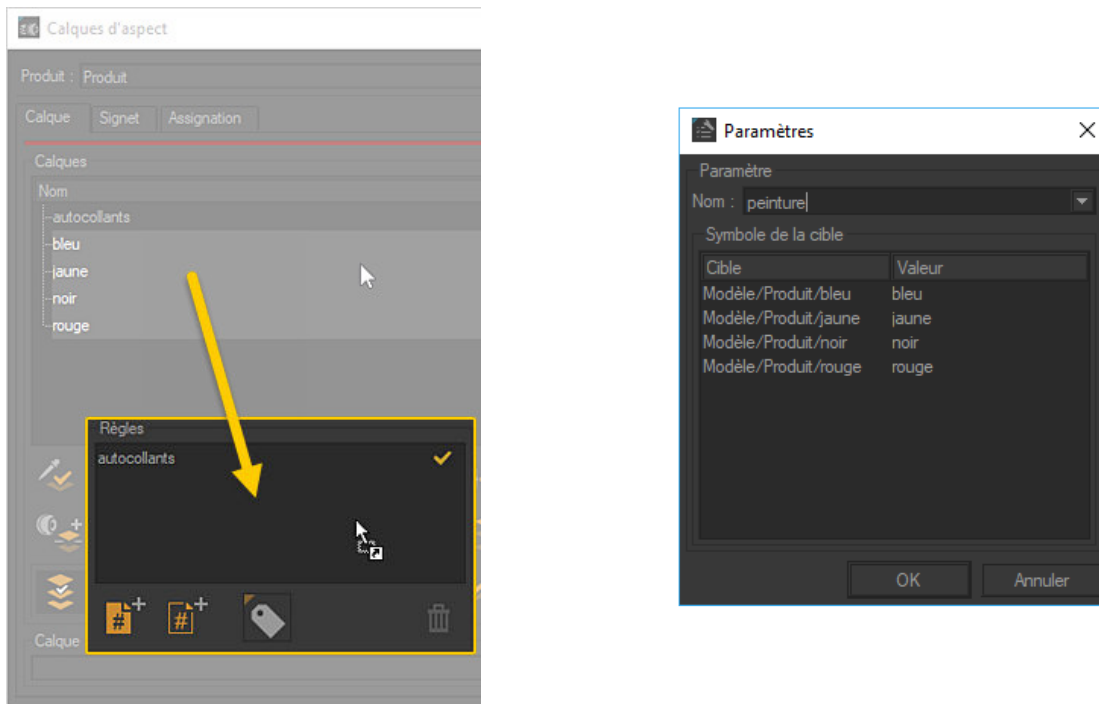 Calques d'aspect
Produit : Produit
Calque Signet Assignation
Calques
Nom
autocollants
bleu
jaune
noir
rouge
Règles
autocollants
Calque
Paramètres
Paramètre
Nom : peinture
Symbole de la cible
Cible Valeur
Modèle/Produit/bleu bleu
Modèle/Produit/jaune jaune
Modèle/Produit/noir noir
Modèle/Produit/rouge rouge
OK Annuler